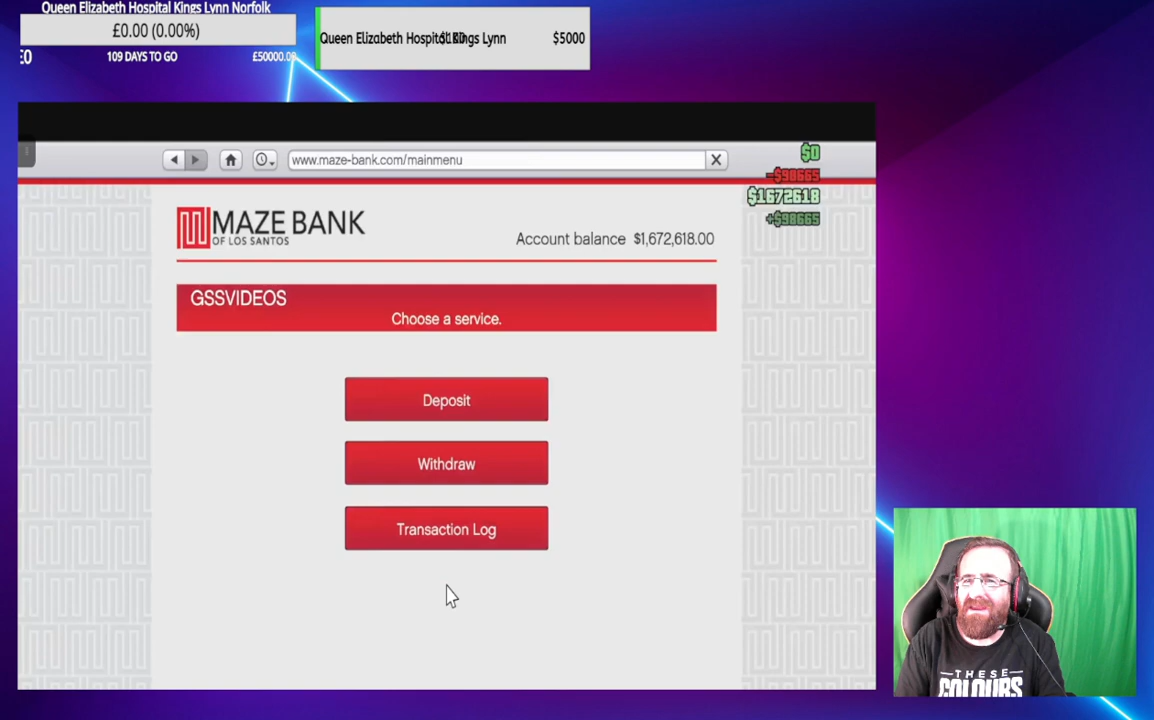 Queen Elizabeth Hospital Kings Lynn Norfolk
£0.00 (0.00%)
£0
109 DAYS TO GO
£50000.00
Queen Elizabeth Hospital Kings Lynn
$5000
www.maze-bank.com/mainmenu
$0
-$98665
$1672618
+$98665
MAZE BANK
OF LOS SANTOS
Account balance $1,672,618.00
GSSVIDEOS
Choose a service.
Deposit
Withdraw
Transaction Log
THESE
COLOURS